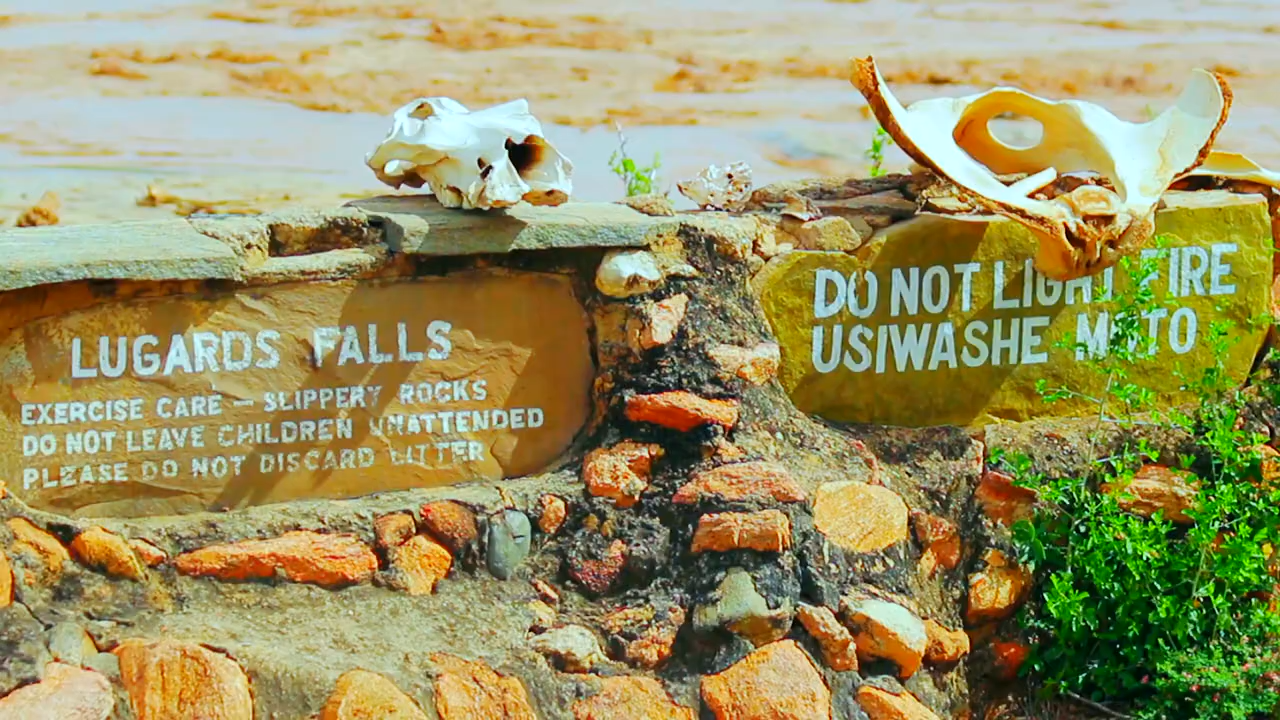 LUGARDS FALLS
EXERCISE CARE – SLIPPERY ROCKS
DO NOT LEAVE CHILDREN UNATTENDED
PLEASE DO NOT DISCARD LITTER
DO NOT LIGHT FIRE
USIWASHE MOTO